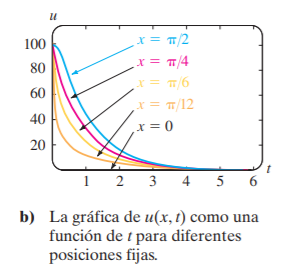 u
100
x = π/2
80
x = π/4
60
x = π/6
40
x = π/12
20
x = 0
1 2 3 4 5 6 t
b) La gráfica de u(x, t) como una
función de t para diferentes
posiciones fijas.